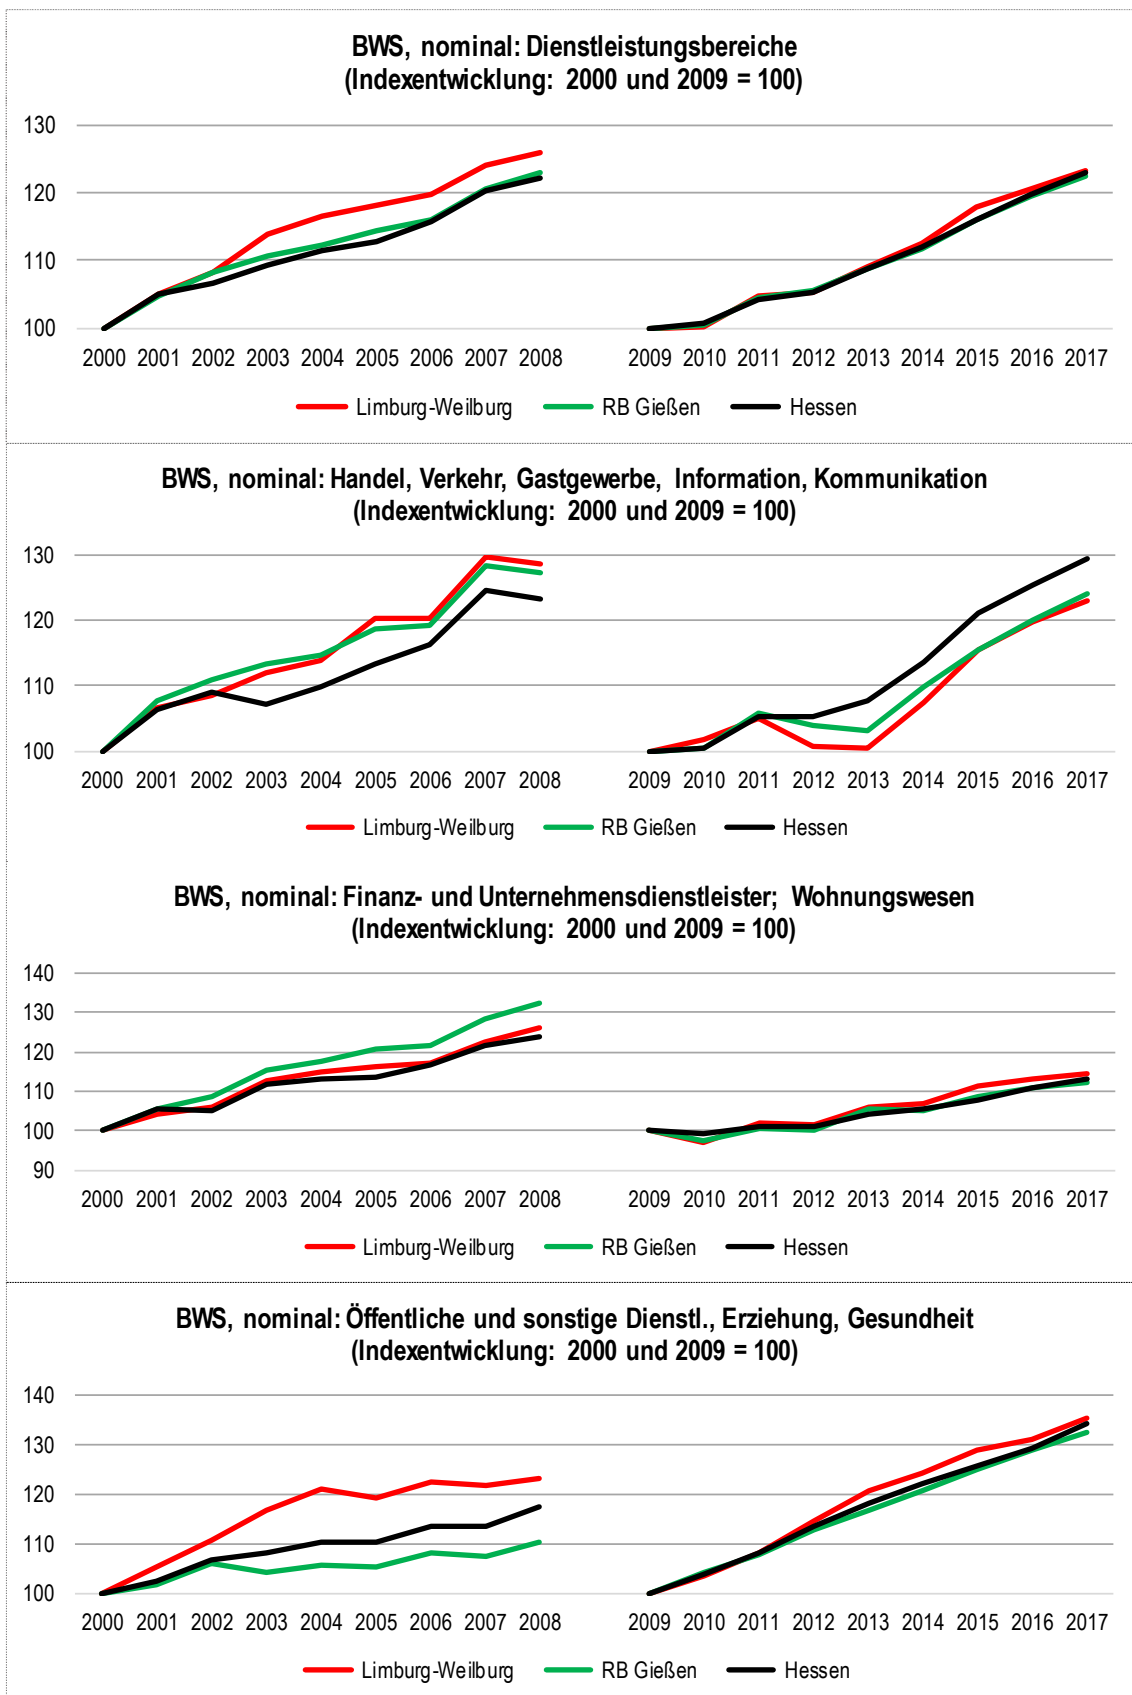 BWS, nominal: Dienstleistungsbereiche
(Indexentwicklung: 2000 und 2009 = 100)
130
120
110
100
2000 2001 2002 2003 2004 2005 2006 2007 2008 2009 2010 2011 2012 2013 2014 2015 2016 2017
Limburg-Weilburg RB Gießen Hessen
BWS, nominal: Handel, Verkehr, Gastgewerbe, Information, Kommunikation
(Indexentwicklung: 2000 und 2009 = 100)
130
120
110
100
2000 2001 2002 2003 2004 2005 2006 2007 2008 2009 2010 2011 2012 2013 2014 2015 2016 2017
Limburg-Weilburg RB Gießen Hessen
BWS, nominal: Finanz- und Unternehmensdienstleister; Wohnungswesen
(Indexentwicklung: 2000 und 2009 = 100)
140
130
120
110
100
90
2000 2001 2002 2003 2004 2005 2006 2007 2008 2009 2010 2011 2012 2013 2014 2015 2016 2017
Limburg-Weilburg RB Gießen Hessen
BWS, nominal: Öffentliche und sonstige Dienstl., Erziehung, Gesundheit
(Indexentwicklung: 2000 und 2009 = 100)
140
130
120
110
100
2000 2001 2002 2003 2004 2005 2006 2007 2008 2009 2010 2011 2012 2013 2014 2015 2016 2017
Limburg-Weilburg RB Gießen Hessen